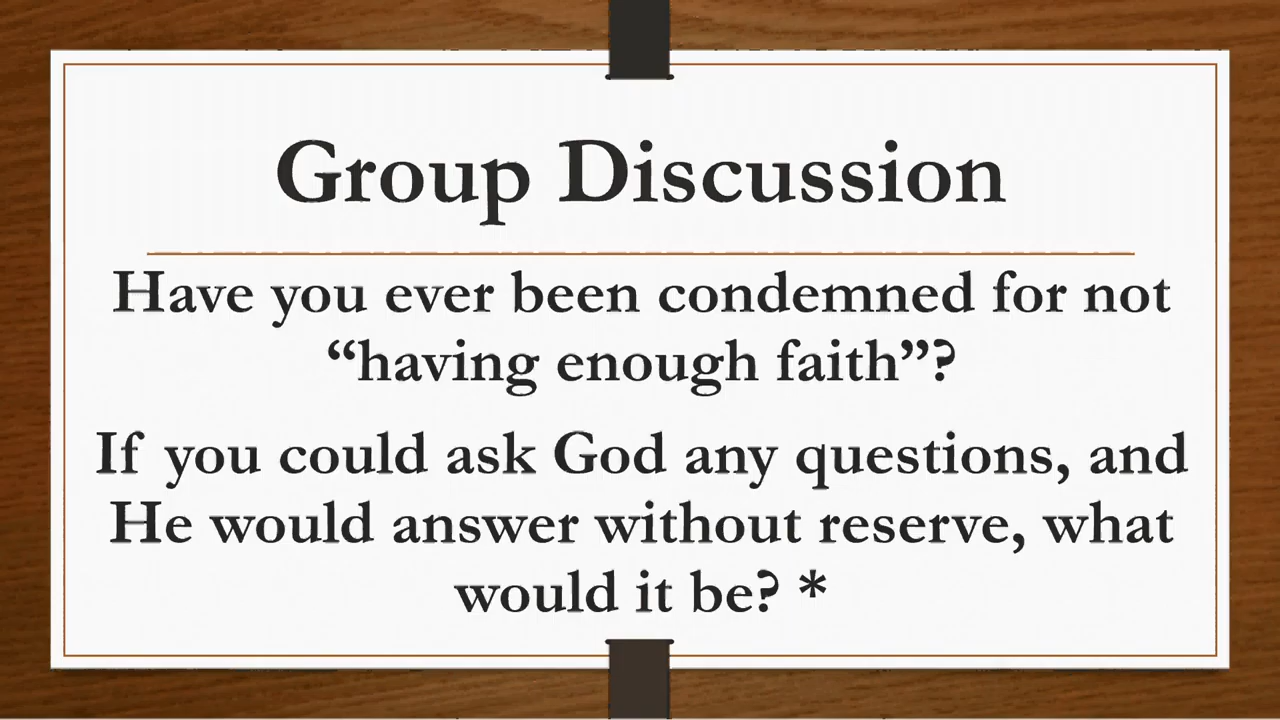 Group Discussion
Have you ever been condemned for not
“having enough faith”?
If you could ask God any questions, and
He would answer without reserve, what
would it be? *